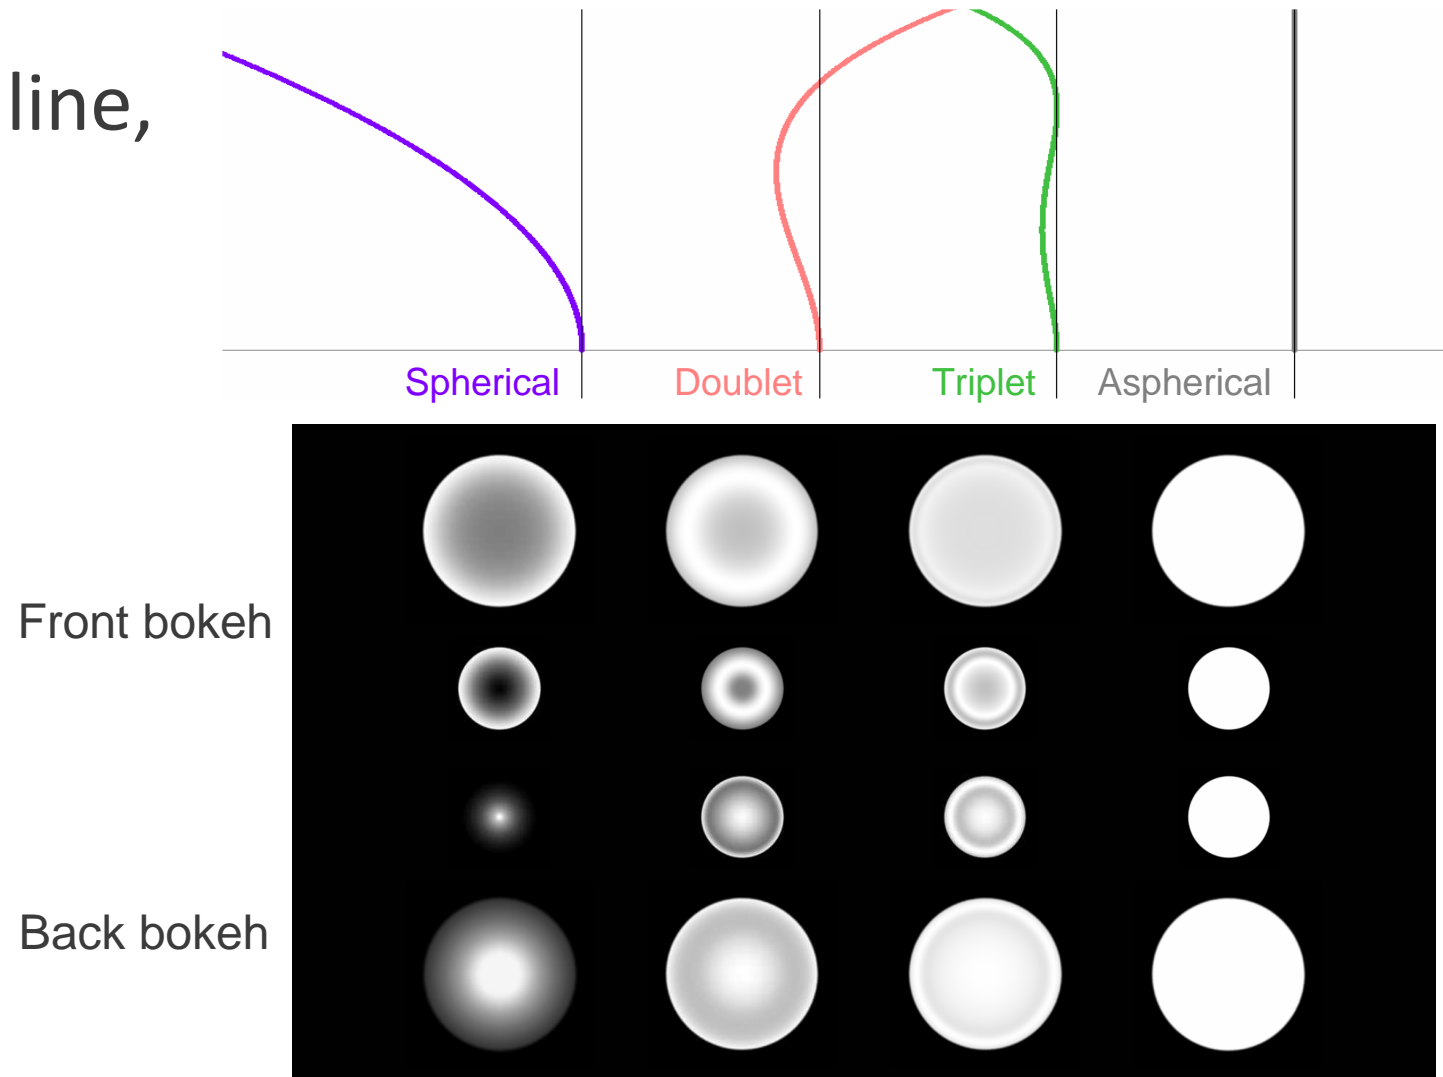 line,
Spherical Doublet Triplet Aspherical
Front bokeh
Back bokeh